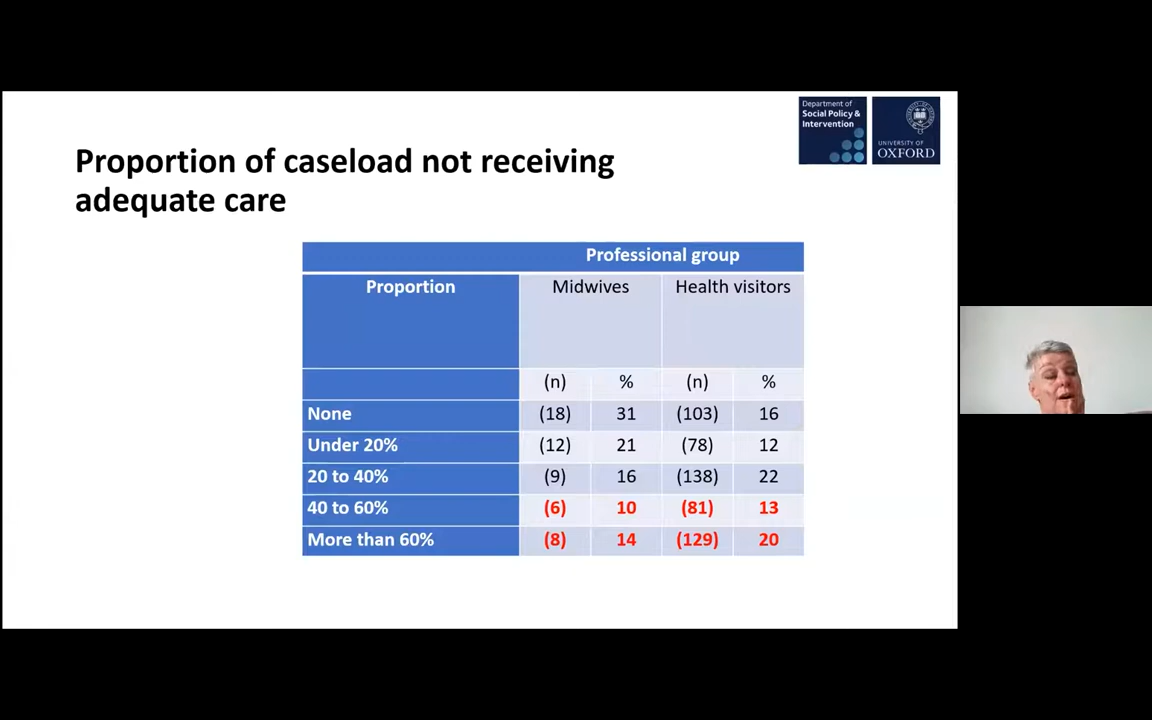 Department of
Social Policy &
Intervention
UNIVERSITY OF
OXFORD
Proportion of caseload not receiving
adequate care
Professional group
Proportion Midwives Health visitors
(n) % (n) %
None (18) 31 (103) 16
Under 20% (12) 21 (78) 12
20 to 40% (9) 16 (138) 22
40 to 60% (6) 10 (81) 13
More than 60% (8) 14 (129) 20